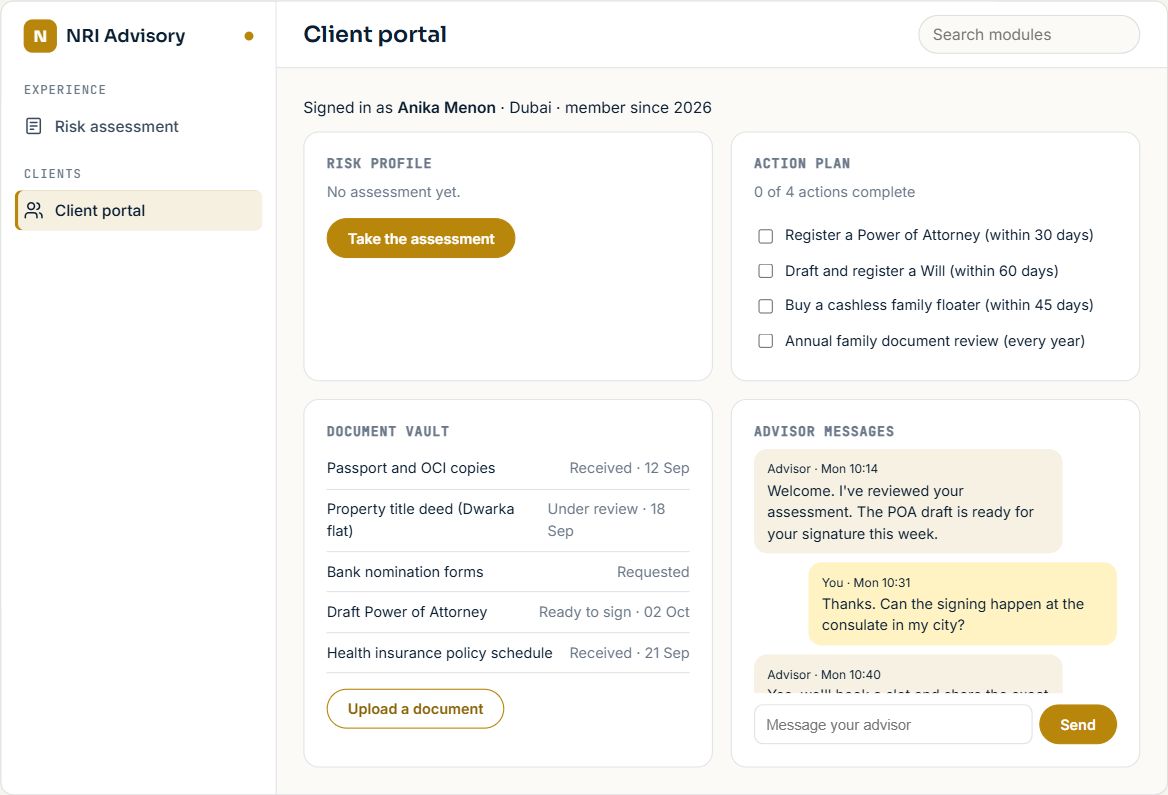 N NRI Advisory
EXPERIENCE
Risk assessment
CLIENTS
Client portal
Client portal
Search modules
Signed in as Anika Menon · Dubai · member since 2026
RISK PROFILE
No assessment yet.
Take the assessment
ACTION PLAN
0 of 4 actions complete
Register a Power of Attorney (within 30 days)
Draft and register a Will (within 60 days)
Buy a cashless family floater (within 45 days)
Annual family document review (every year)
DOCUMENT VAULT
Passport and OCI copies Received · 12 Sep
Property title deed (Dwarka Under review · 18
flat) Sep
Bank nomination forms Requested
Draft Power of Attorney Ready to sign · 02 Oct
Health insurance policy schedule Received · 21 Sep
Upload a document
ADVISOR MESSAGES
Advisor · Mon 10:14
Welcome. I've reviewed your
assessment. The POA draft is ready for
your signature this week.
You · Mon 10:31
Thanks. Can the signing happen at the
consulate in my city?
Advisor · Mon 10:40
Message your advisor
Send